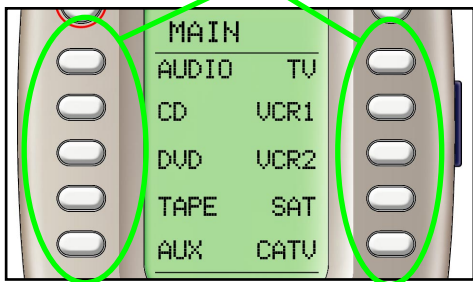 MAIN
AUDIO TV
CD VCR1
DVD VCR2
TAPE SAT
AUX CATV